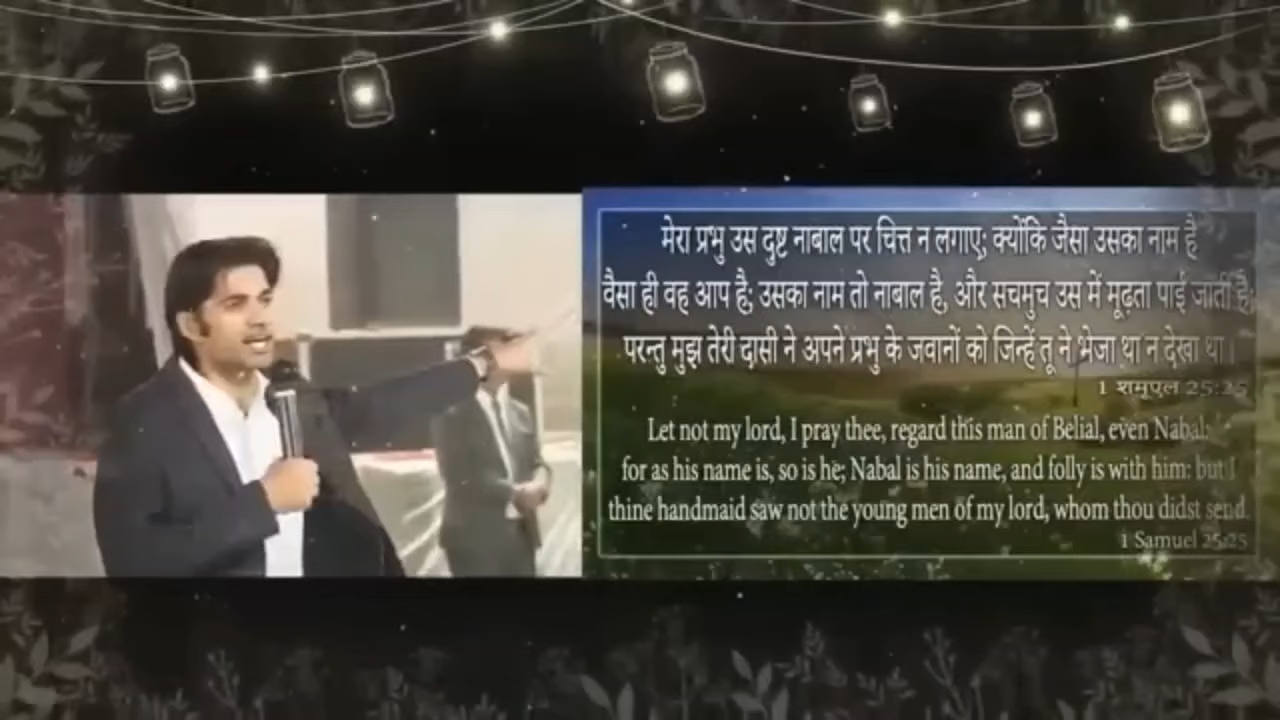 मेरा प्रभु उस दुष्ट नाबाल पर चित्त न लगाए; क्योंकि जैसा उसका नाम है
वैसा ही वह आप है; उसका नाम तो नाबाल है, और सचमुच उस में मूढ़ता पाई जाती है;
परन्तु मुझ तेरी दासी ने अपने प्रभु के जवानों को जिन्हें तू ने भेजा था न देखा था।
1 शमूएल 25:25
Let not my lord, I pray thee, regard this man of Belial, even Nabal:
for as his name is, so is he; Nabal is his name, and folly is with him: but I
thine handmaid saw not the young men of my lord, whom thou didst send.
1 Samuel 25:25